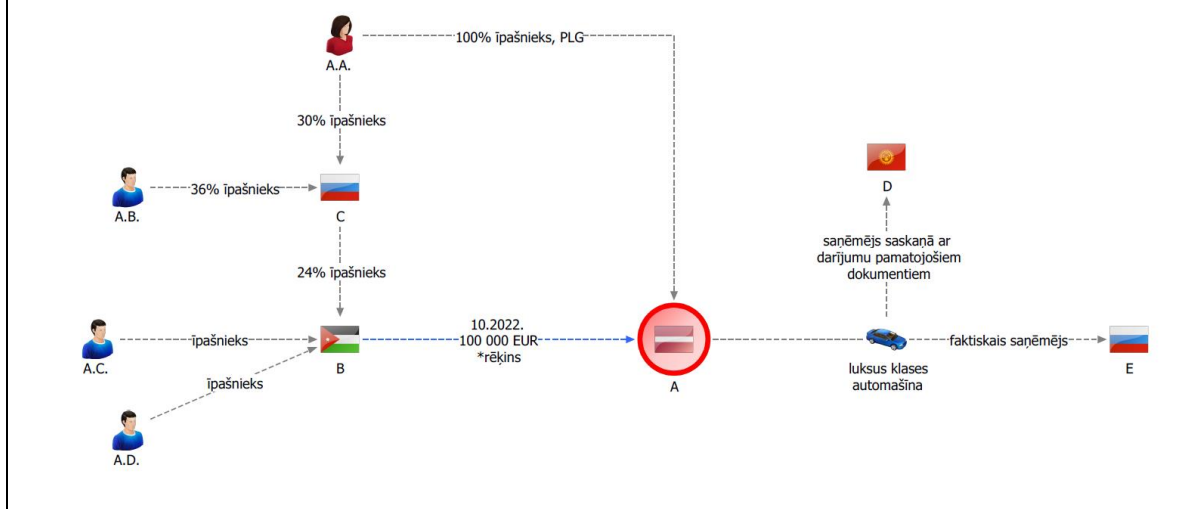 100% īpašnieks, PLG
A.A.
30% īpašnieks
A.B.
36% īpašnieks
C
D
24% īpašnieks
saņēmējs saskaņā ar
darījumu pamatojošiem
dokumentiem
A.C.
īpašnieks
B
10.2022.
100 000 EUR
*rēķins
A
luksus klases
automašīna
faktiskais saņēmējs
E
īpašnieks
A.D.